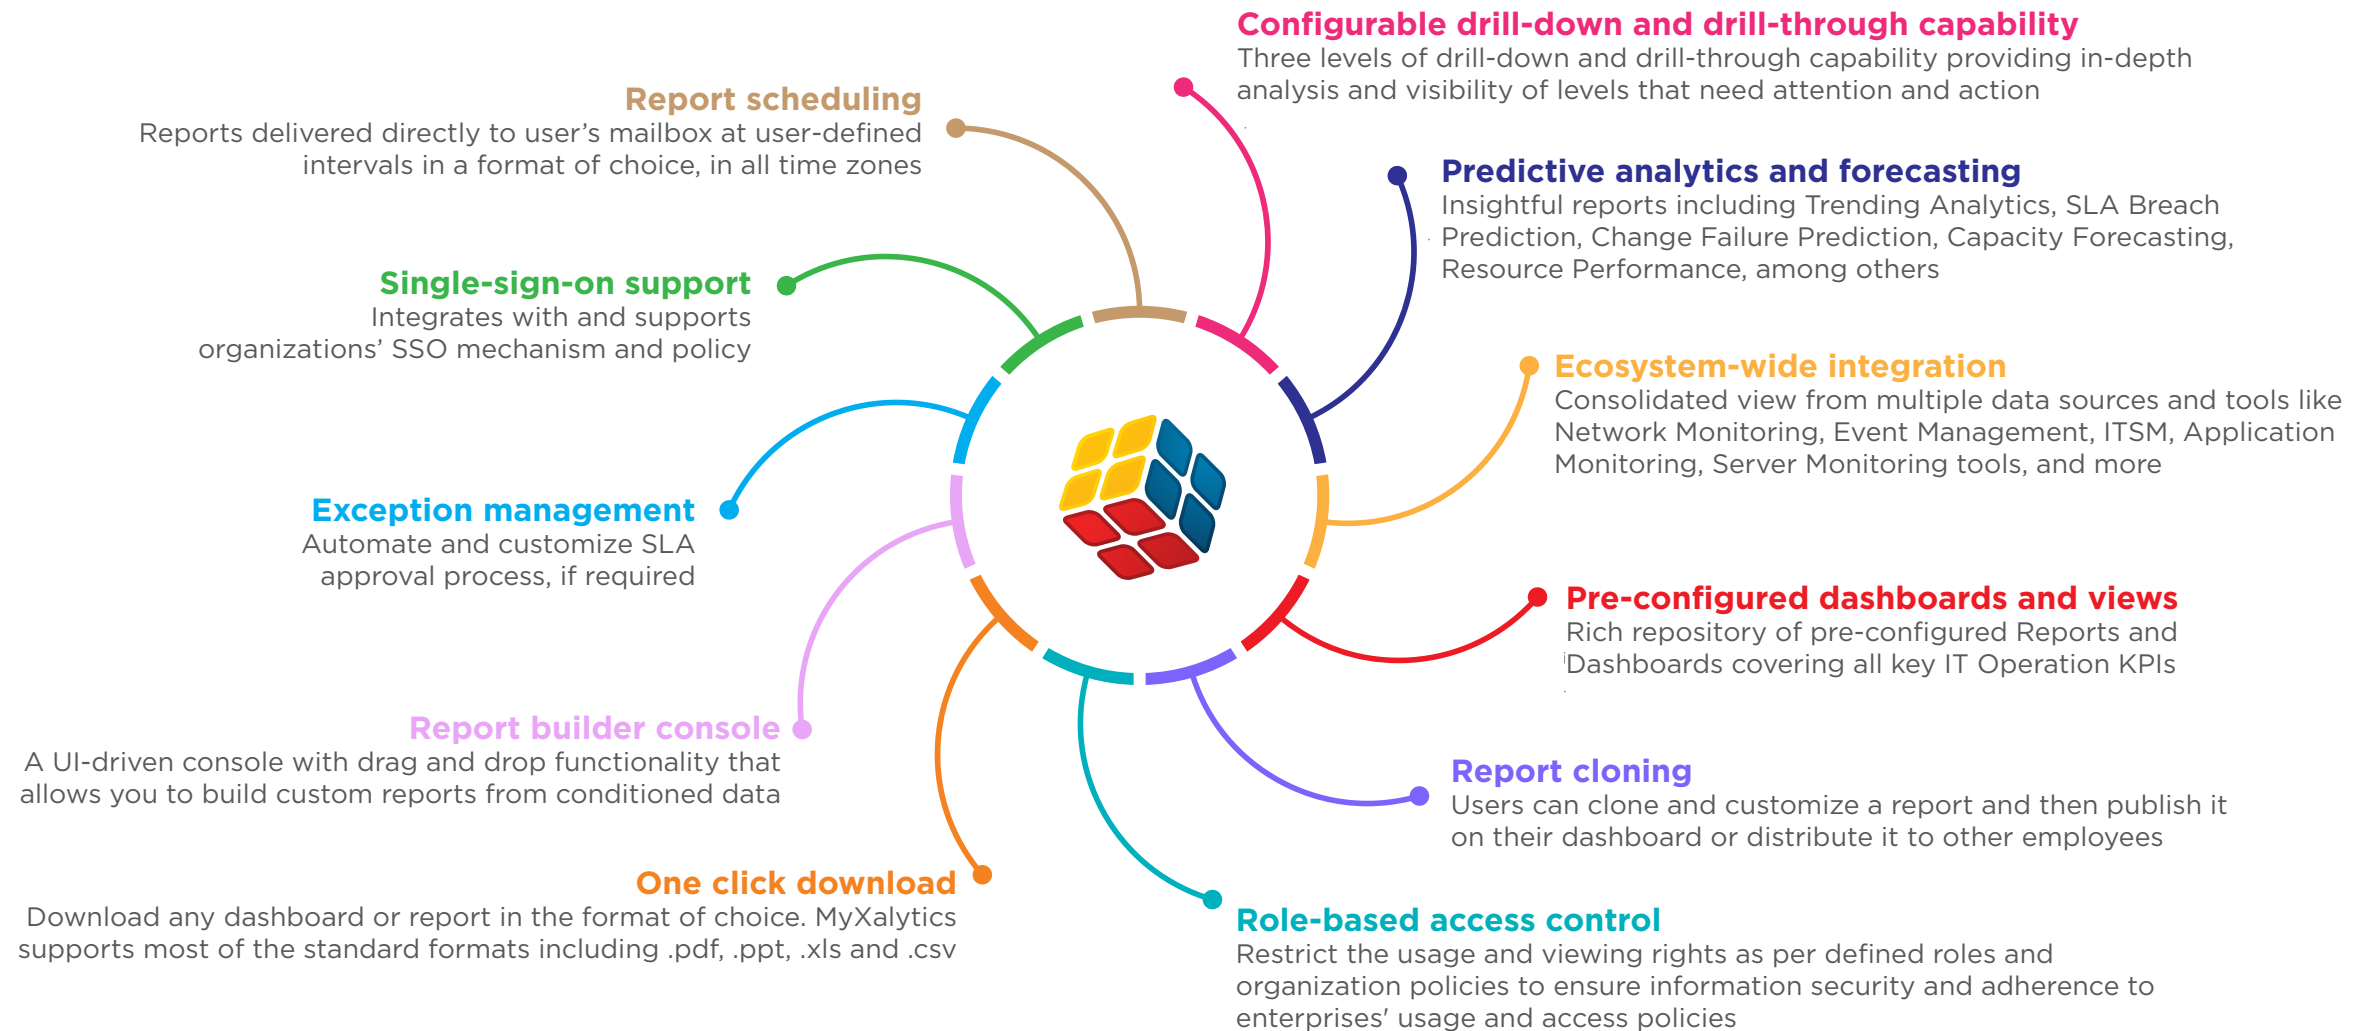 Configurable drill-down and drill-through capability
Three levels of drill-down and drill-through capability providing in-depth
analysis and visibility of levels that need attention and action
Predictive analytics and forecasting
Insightful reports including Trending Analytics, SLA Breach
Prediction, Change Failure Prediction, Capacity Forecasting,
Resource Performance, among others
Ecosystem-wide integration
Consolidated view from multiple data sources and tools like
Network Monitoring, Event Management, ITSM, Application
Monitoring, Server Monitoring tools, and more
Pre-configured dashboards and views
Rich repository of pre-configured Reports and
Dashboards covering all key IT Operation KPIs
Report cloning
Users can clone and customize a report and then publish it
on their dashboard or distribute it to other employees
Role-based access control
Restrict the usage and viewing rights as per defined roles and
organization policies to ensure information security and adherence to
enterprises' usage and access policies
One click download
Download any dashboard or report in the format of choice. MyXalytics
supports most of the standard formats including .pdf, .ppt, .xls and .csv
Report builder console
A UI-driven console with drag and drop functionality that
allows you to build custom reports from conditioned data
Exception management
Automate and customize SLA
approval process, if required
Single-sign-on support
Integrates with and supports
organizations’ SSO mechanism and policy
Report scheduling
Reports delivered directly to user’s mailbox at user-defined
intervals in a format of choice, in all time zones